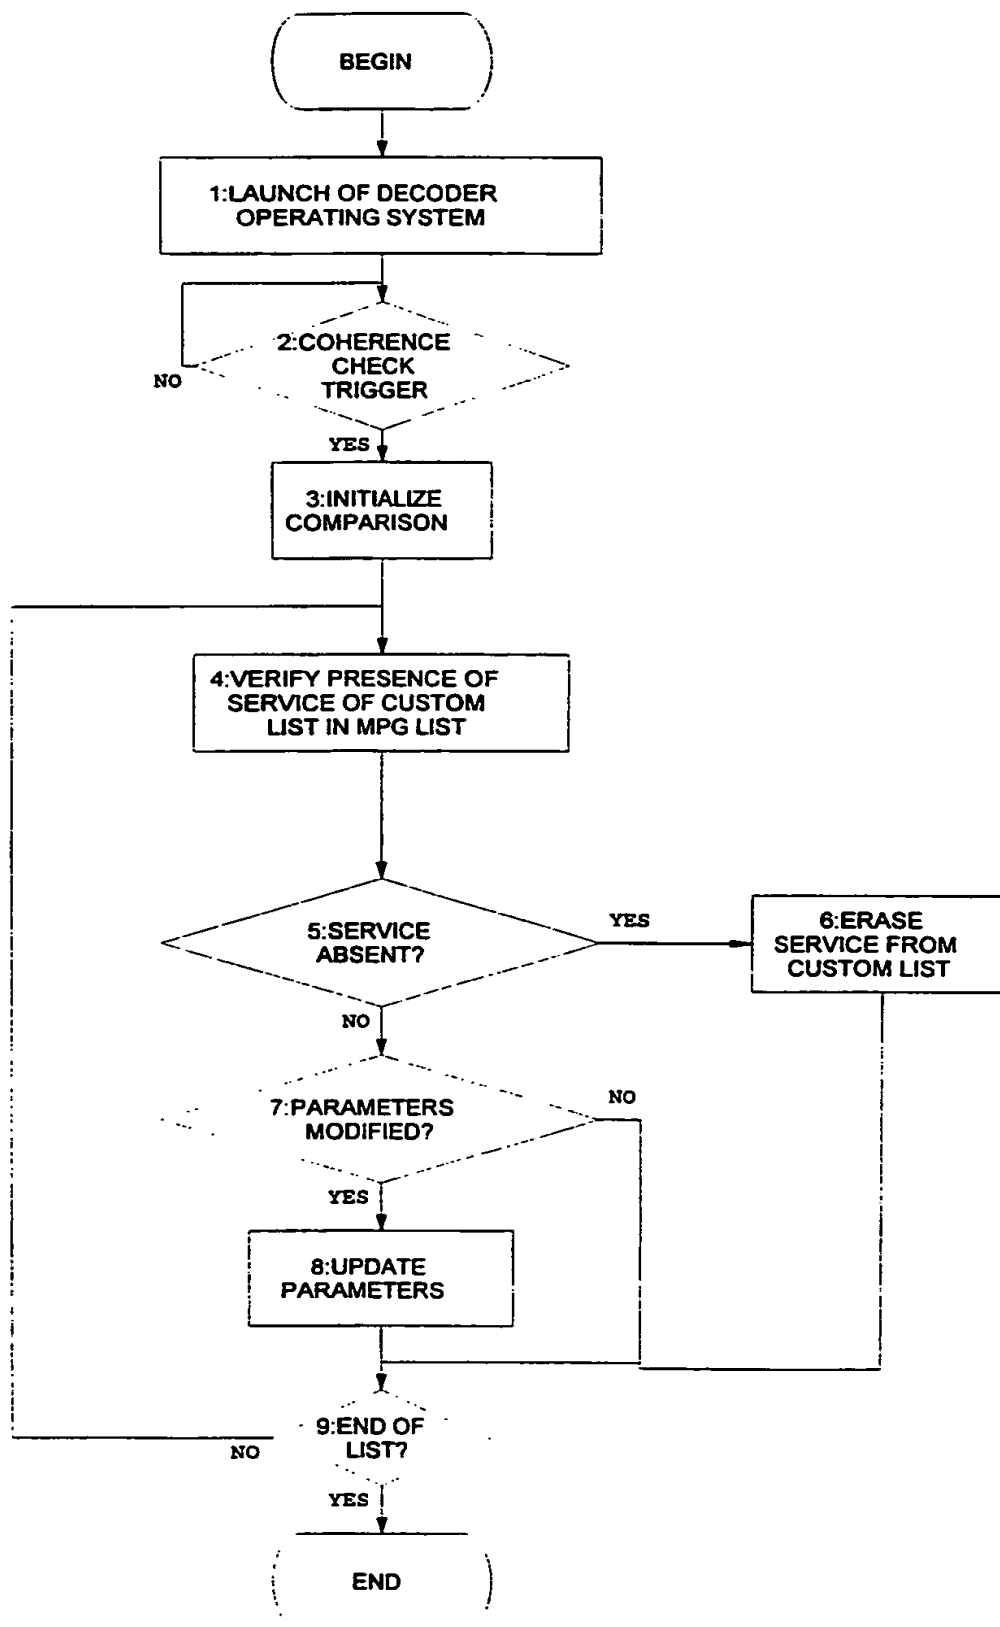 BEGIN
1:LAUNCH OF DECODER
OPERATING SYSTEM
2:COHERENCE
CHECK
TRIGGER
NO
YES
3:INITIALIZE
COMPARISON
4:VERIFY PRESENCE OF
SERVICE OF CUSTOM
LIST IN MPG LIST
5:SERVICE
ABSENT?
YES
6:ERASE
SERVICE FROM
CUSTOM LIST
NO
7:PARAMETERS
MODIFIED?
NO
YES
8:UPDATE
PARAMETERS
9:END OF
LIST?
NO
YES
END